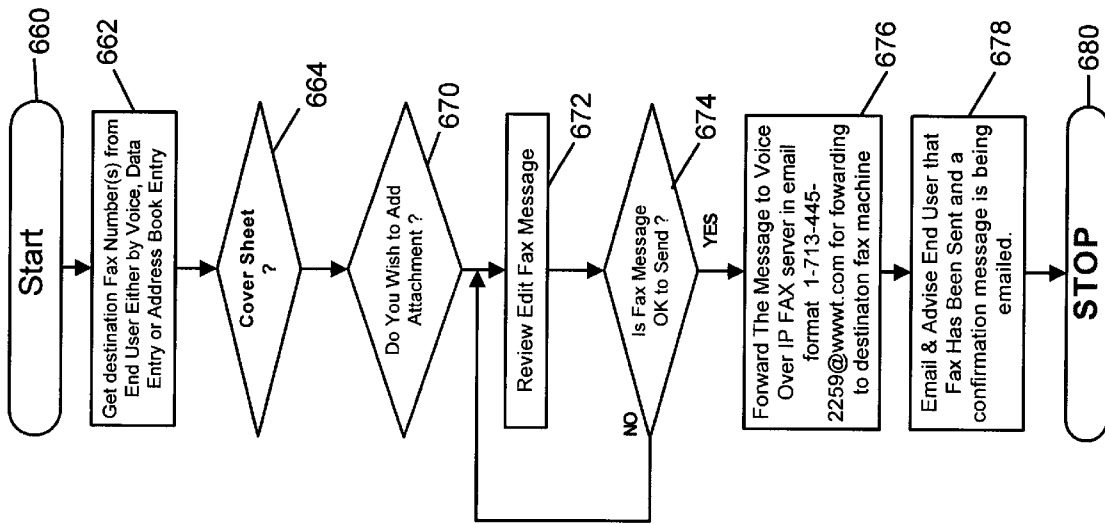 Start
660
Get destination Fax Number(s) from
End User Either by Voice, Data
Entry or Address Book Entry
662
Cover Sheet
?
664
Do You Wish to Add
Attachment ?
670
Review Edit Fax Message
672
Is Fax Message
OK to Send ?
674
NO
YES
Forward The Message to Voice
Over IP FAX server in email
format 1-713-445-
2259@wwt.com for fowarding
to destinaton fax machine
676
Email & Advise End User that
Fax Has Been Sent and a
confirmation message is being
emailed.
678
STOP
680